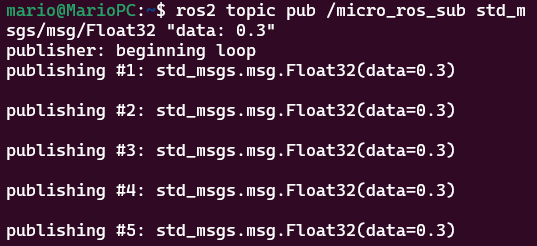 mario@MarioPC:~$ ros2 topic pub /micro_ros_sub std_m
sgs/msg/Float32 "data: 0.3"
publisher: beginning loop
publishing #1: std_msgs.msg.Float32(data=0.3)
publishing #2: std_msgs.msg.Float32(data=0.3)
publishing #3: std_msgs.msg.Float32(data=0.3)
publishing #4: std_msgs.msg.Float32(data=0.3)
publishing #5: std_msgs.msg.Float32(data=0.3)